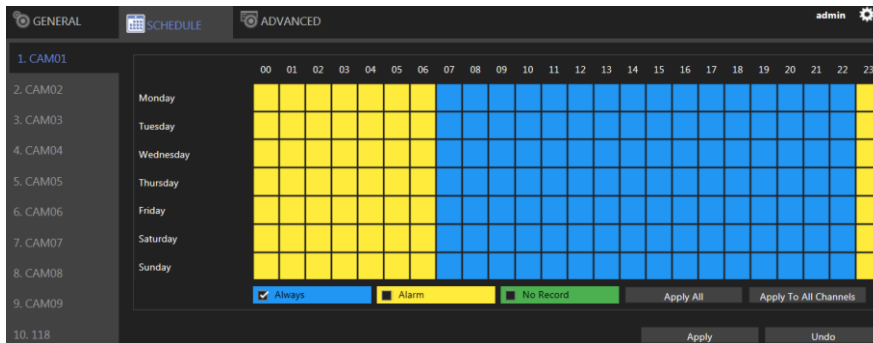 GENERAL SCHEDULE ADVANCED admin
1. CAM01
00 01 02 03 04 05 06 07 08 09 10 11 12 13 14 15 16 17 18 19 20 21 22 23
2. CAM02
Monday
3. CAM03
Tuesday
4. CAM04
Wednesday
5. CAM05
Thursday
6. CAM06
Friday
7. CAM07
Saturday
8. CAM08
Sunday
9. CAM09
Always Alarm No Record Apply All Apply To All Channels
10. 118
Apply Undo